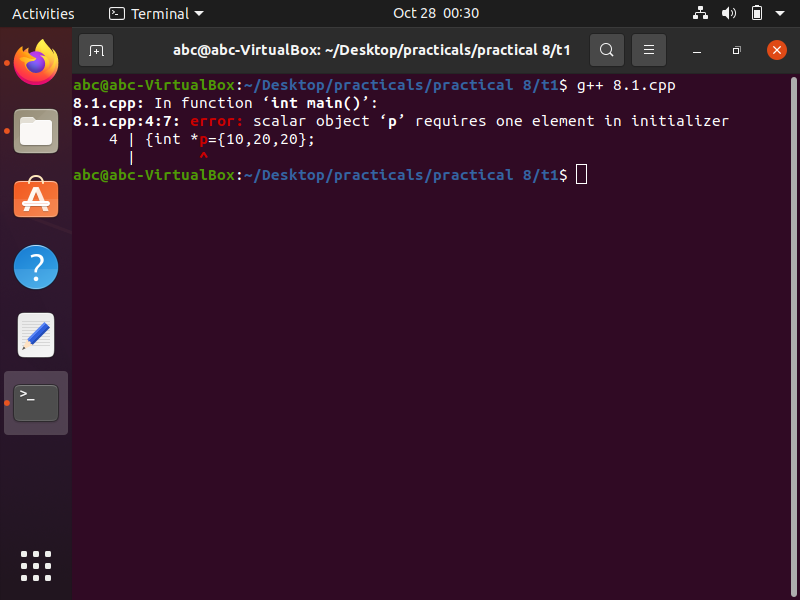 Activities Terminal Oct 28 00:30
abc@abc-VirtualBox: ~/Desktop/practicals/practical 8/t1
abc@abc-VirtualBox:~/Desktop/practicals/practical 8/t1$ g++ 8.1.cpp
8.1.cpp: In function ‘int main()’:
8.1.cpp:4:7: error: scalar object ‘p’ requires one element in initializer
    4 | {int *p={10,20,20};
      |       ^
abc@abc-VirtualBox:~/Desktop/practicals/practical 8/t1$